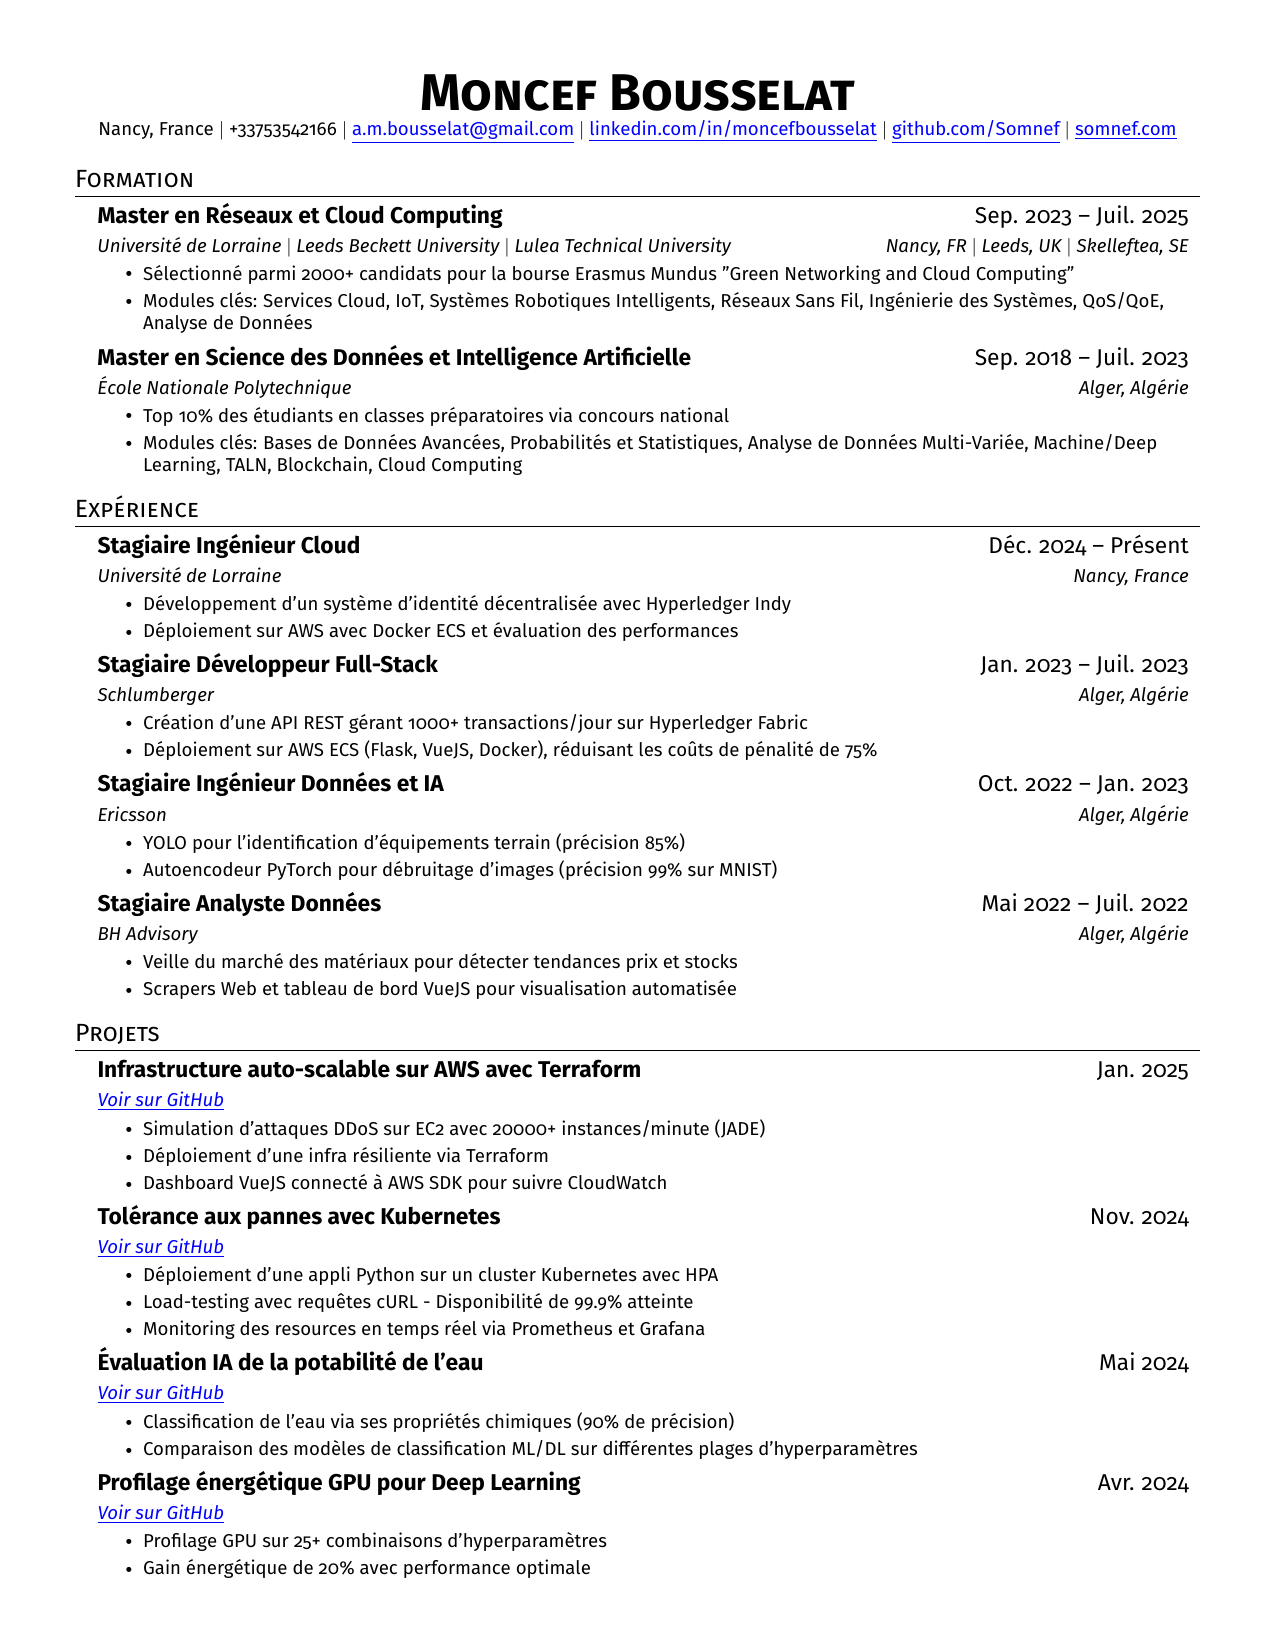 Moncef Bousselat
Nancy, France | +33753542166 | a.m.bousselat@gmail.com | linkedin.com/in/moncefbousselat | github.com/Somnef | somnef.com
Formation
Master en Réseaux et Cloud Computing Sep. 2023 – Juil. 2025
Université de Lorraine | Leeds Beckett University | Lulea Technical University Nancy, FR | Leeds, UK | Skelleftea, SE
• Sélectionné parmi 2000+ candidats pour la bourse Erasmus Mundus ”Green Networking and Cloud Computing”
• Modules clés: Services Cloud, IoT, Systèmes Robotiques Intelligents, Réseaux Sans Fil, Ingénierie des Systèmes, QoS/QoE,
Analyse de Données
Master en Science des Données et Intelligence Artificielle Sep. 2018 – Juil. 2023
École Nationale Polytechnique Alger, Algérie
• Top 10% des étudiants en classes préparatoires via concours national
• Modules clés: Bases de Données Avancées, Probabilités et Statistiques, Analyse de Données Multi-Variée, Machine/Deep
Learning, TALN, Blockchain, Cloud Computing
Expérience
Stagiaire Ingénieur Cloud Déc. 2024 – Présent
Université de Lorraine Nancy, France
• Développement d’un système d’identité décentralisée avec Hyperledger Indy
• Déploiement sur AWS avec Docker ECS et évaluation des performances
Stagiaire Développeur Full-Stack Jan. 2023 – Juil. 2023
Schlumberger Alger, Algérie
• Création d’une API REST gérant 1000+ transactions/jour sur Hyperledger Fabric
• Déploiement sur AWS ECS (Flask, VueJS, Docker), réduisant les coûts de pénalité de 75%
Stagiaire Ingénieur Données et IA Oct. 2022 – Jan. 2023
Ericsson Alger, Algérie
• YOLO pour l’identification d’équipements terrain (précision 85%)
• Autoencodeur PyTorch pour débruitage d’images (précision 99% sur MNIST)
Stagiaire Analyste Données Mai 2022 – Juil. 2022
BH Advisory Alger, Algérie
• Veille du marché des matériaux pour détecter tendances prix et stocks
• Scrapers Web et tableau de bord VueJS pour visualisation automatisée
Projets
Infrastructure auto-scalable sur AWS avec Terraform Jan. 2025
Voir sur GitHub
• Simulation d’attaques DDoS sur EC2 avec 20000+ instances/minute (JADE)
• Déploiement d’une infra résiliente via Terraform
• Dashboard VueJS connecté à AWS SDK pour suivre CloudWatch
Tolérance aux pannes avec Kubernetes Nov. 2024
Voir sur GitHub
• Déploiement d’une appli Python sur un cluster Kubernetes avec HPA
• Load-testing avec requêtes cURL - Disponibilité de 99.9% atteinte
• Monitoring des resources en temps réel via Prometheus et Grafana
Évaluation IA de la potabilité de l’eau Mai 2024
Voir sur GitHub
• Classification de l’eau via ses propriétés chimiques (90% de précision)
• Comparaison des modèles de classification ML/DL sur différentes plages d’hyperparamètres
Profilage énergétique GPU pour Deep Learning Avr. 2024
Voir sur GitHub
• Profilage GPU sur 25+ combinaisons d’hyperparamètres
• Gain énergétique de 20% avec performance optimale